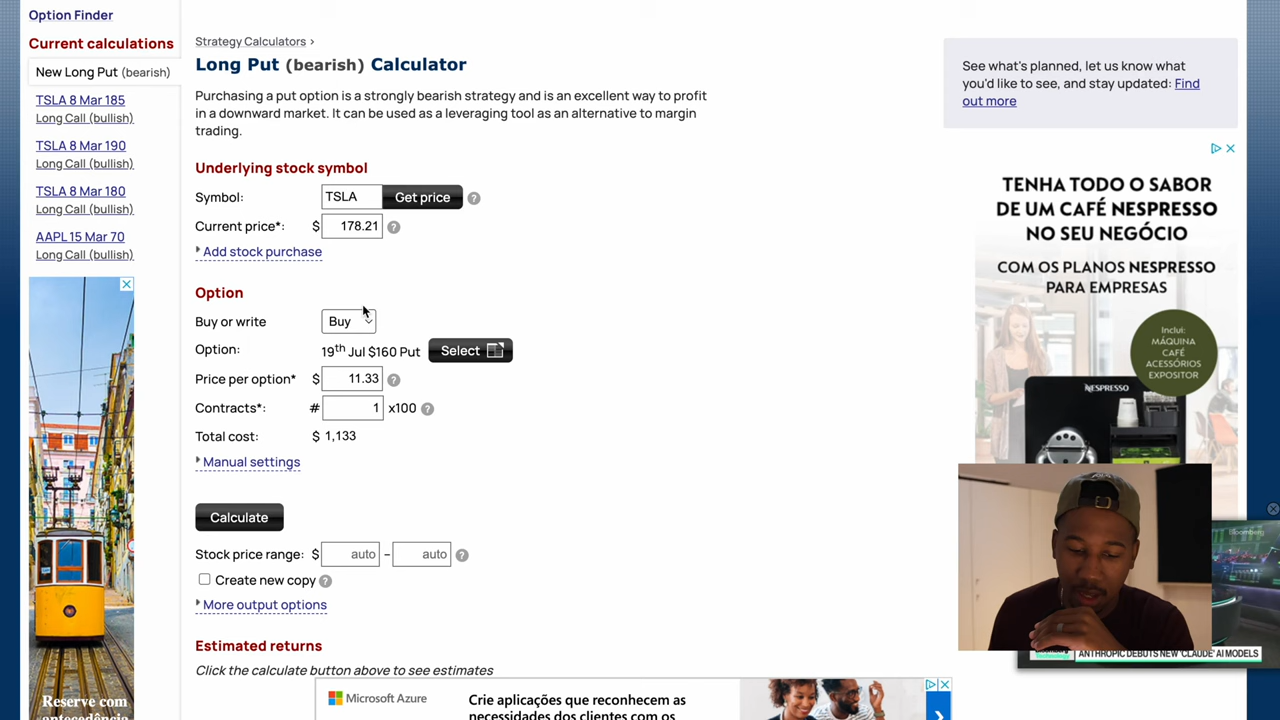 Option Finder
Current calculations
New Long Put (bearish)
TSLA 8 Mar 185
Long Call (bullish)
TSLA 8 Mar 190
Long Call (bullish)
TSLA 8 Mar 180
Long Call (bullish)
AAPL 15 Mar 70
Long Call (bullish)
Reserve com
antecedência
Strategy Calculators ›
Long Put (bearish) Calculator
Purchasing a put option is a strongly bearish strategy and is an excellent way to profit
in a downward market. It can be used as a leveraging tool as an alternative to margin
trading.
Underlying stock symbol
Symbol: TSLA Get price ?
Current price*: $ 178.21 ?
Add stock purchase
Option
Buy or write Buy
Option: 19th Jul $160 Put Select
Price per option* $ 11.33 ?
Contracts*: # 1 x100 ?
Total cost: $ 1,133
Manual settings
Calculate
Stock price range: $ auto – auto ?
Create new copy ?
More output options
Estimated returns
Click the calculate button above to see estimates
Microsoft Azure
Crie aplicações que reconhecem as
necessidades dos clientes com os
See what's planned, let us know what
you'd like to see, and stay updated: Find
out more
TENHA TODO O SABOR
DE UM CAFÉ NESPRESSO
NO SEU NEGÓCIO
COM OS PLANOS NESPRESSO
PARA EMPRESAS
Inclui:
MÁQUINA
CAFÉ
ACESSÓRIOS
EXPOSITOR
NESPRESSO
Bloomberg
ANTHROPIC DEBUTS NEW 'CLAUDE' AI MODELS